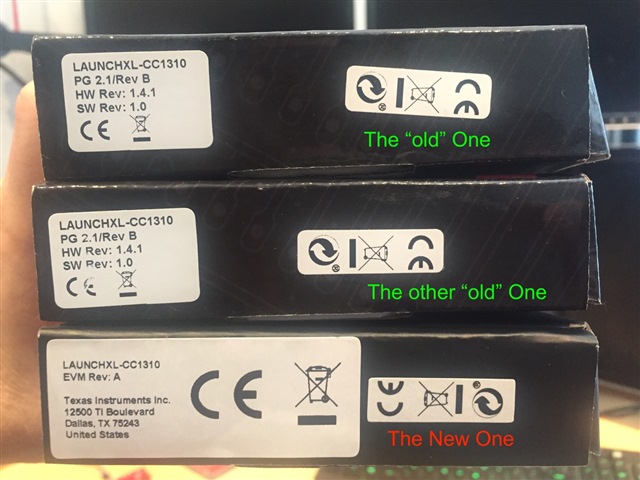 LAUNCHXL-CC1310
PG 2.1/Rev B
HW Rev: 1.4.1
SW Rev: 1.0
CE
CE
The “old” One
LAUNCHXL-CC1310
PG 2.1/Rev B
HW Rev: 1.4.1
SW Rev: 1.0
CE
CE
The other “old” One
LAUNCHXL-CC1310
EVM Rev: A
Texas Instruments Inc.
12500 TI Boulevard
Dallas, TX 75243
United States
CE
CE
The New One